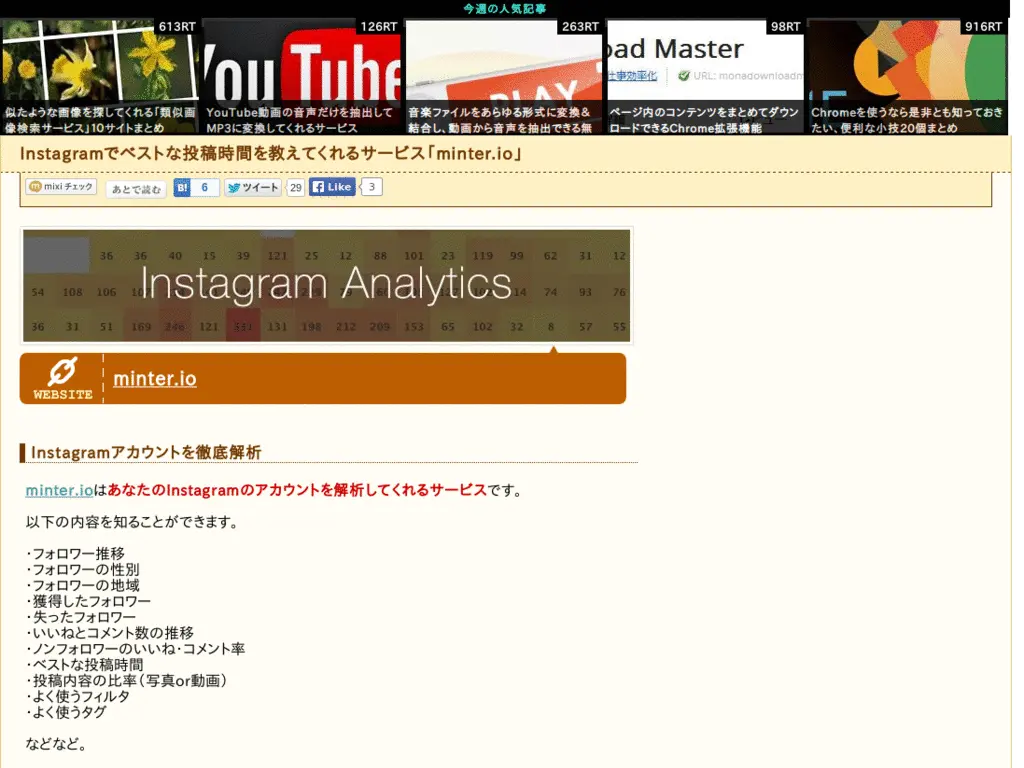 今週の人気記事
613RT
126RT
263RT
98RT
916RT
You Tube
PLAY
oad Master
仕事効率化
URL: monadownloadm
似たような画像を探してくれる「類似画
像検索サービス」10サイトまとめ
YouTube動画の音声だけを抽出して
MP3に変換してくれるサービス
音楽ファイルをあらゆる形式に変換&
結合し、動画から音声を抽出できる無
ページ内のコンテンツをまとめてダウン
ロードできるChrome拡張機能
Chromeを使うなら是非とも知っておき
たい、便利な小技20個まとめ
Instagramでベストな投稿時間を教えてくれるサービス「minter.io」
mixi チェック
あとで読む
B! 6
ツイート 29
Like 3
36 36 40 15 39 121 25 12 88 101 23 119 99 62 31 12
Instagram Analytics
54 108 106 74 93 76
36 31 51 169 246 121 331 131 198 212 209 153 65 102 32 8 57 55
WEBSITE
minter.io
Instagramアカウントを徹底解析
minter.ioはあなたのInstagramのアカウントを解析してくれるサービスです。
以下の内容を知ることができます。
・フォロワー推移
・フォロワーの性別
・フォロワーの地域
・獲得したフォロワー
・失ったフォロワー
・いいねとコメント数の推移
・ノンフォロワーのいいね・コメント率
・ベストな投稿時間
・投稿内容の比率(写真or動画)
・よく使うフィルタ
・よく使うタグ
などなど。